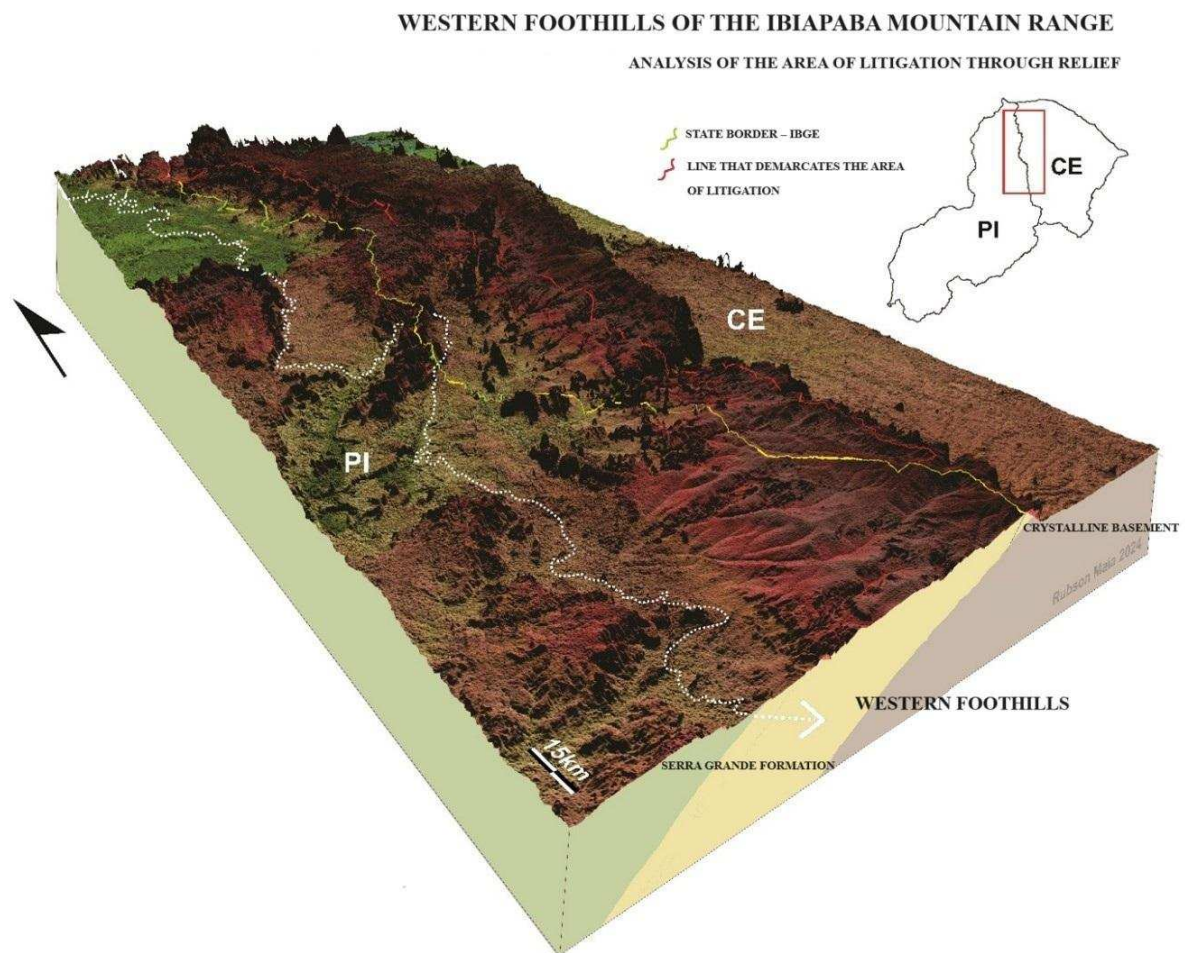 WESTERN FOOTHILLS OF THE IBIAPABA MOUNTAIN RANGE
ANALYSIS OF THE AREA OF LITIGATION THROUGH RELIEF
STATE BORDER – IBGE
LINE THAT DEMARCATES THE AREA
OF LITIGATION
CE
PI
CE
PI
CRYSTALLINE BASEMENT
Rubson Maia 2024
WESTERN FOOTHILLS
SERRA GRANDE FORMATION
15km